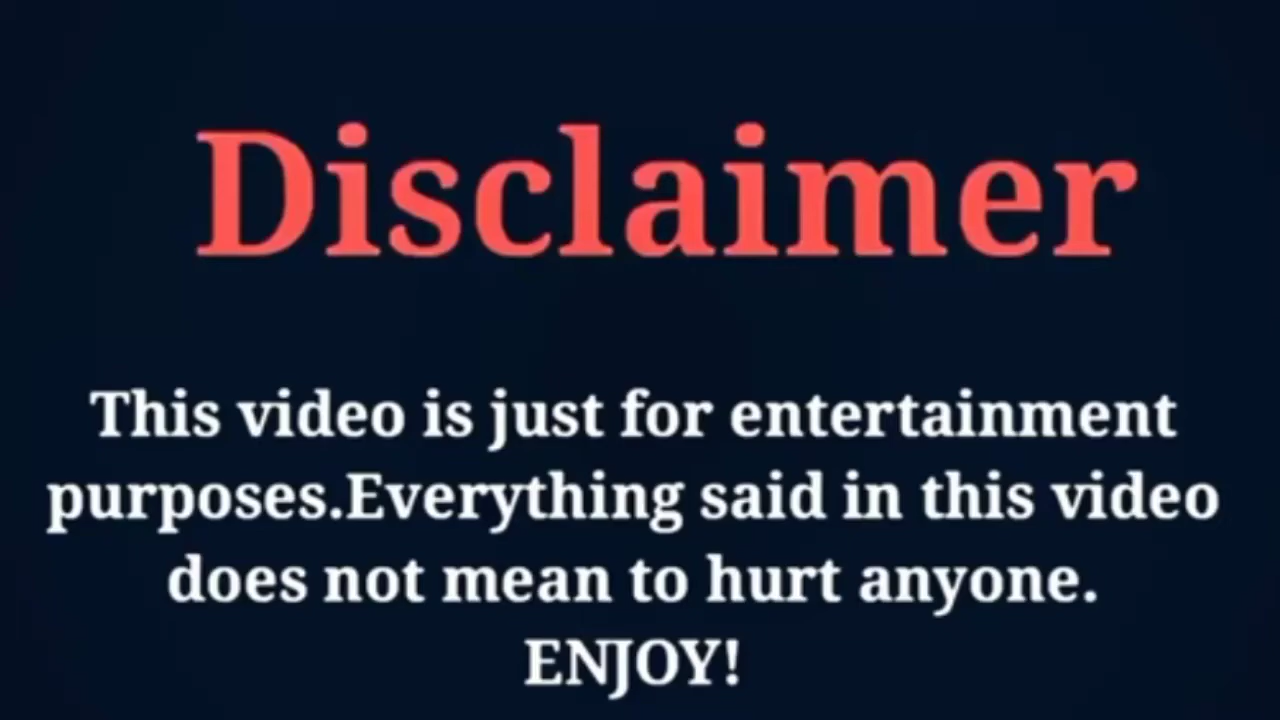 Disclaimer
This video is just for entertainment
purposes.Everything said in this video
does not mean to hurt anyone.
ENJOY!